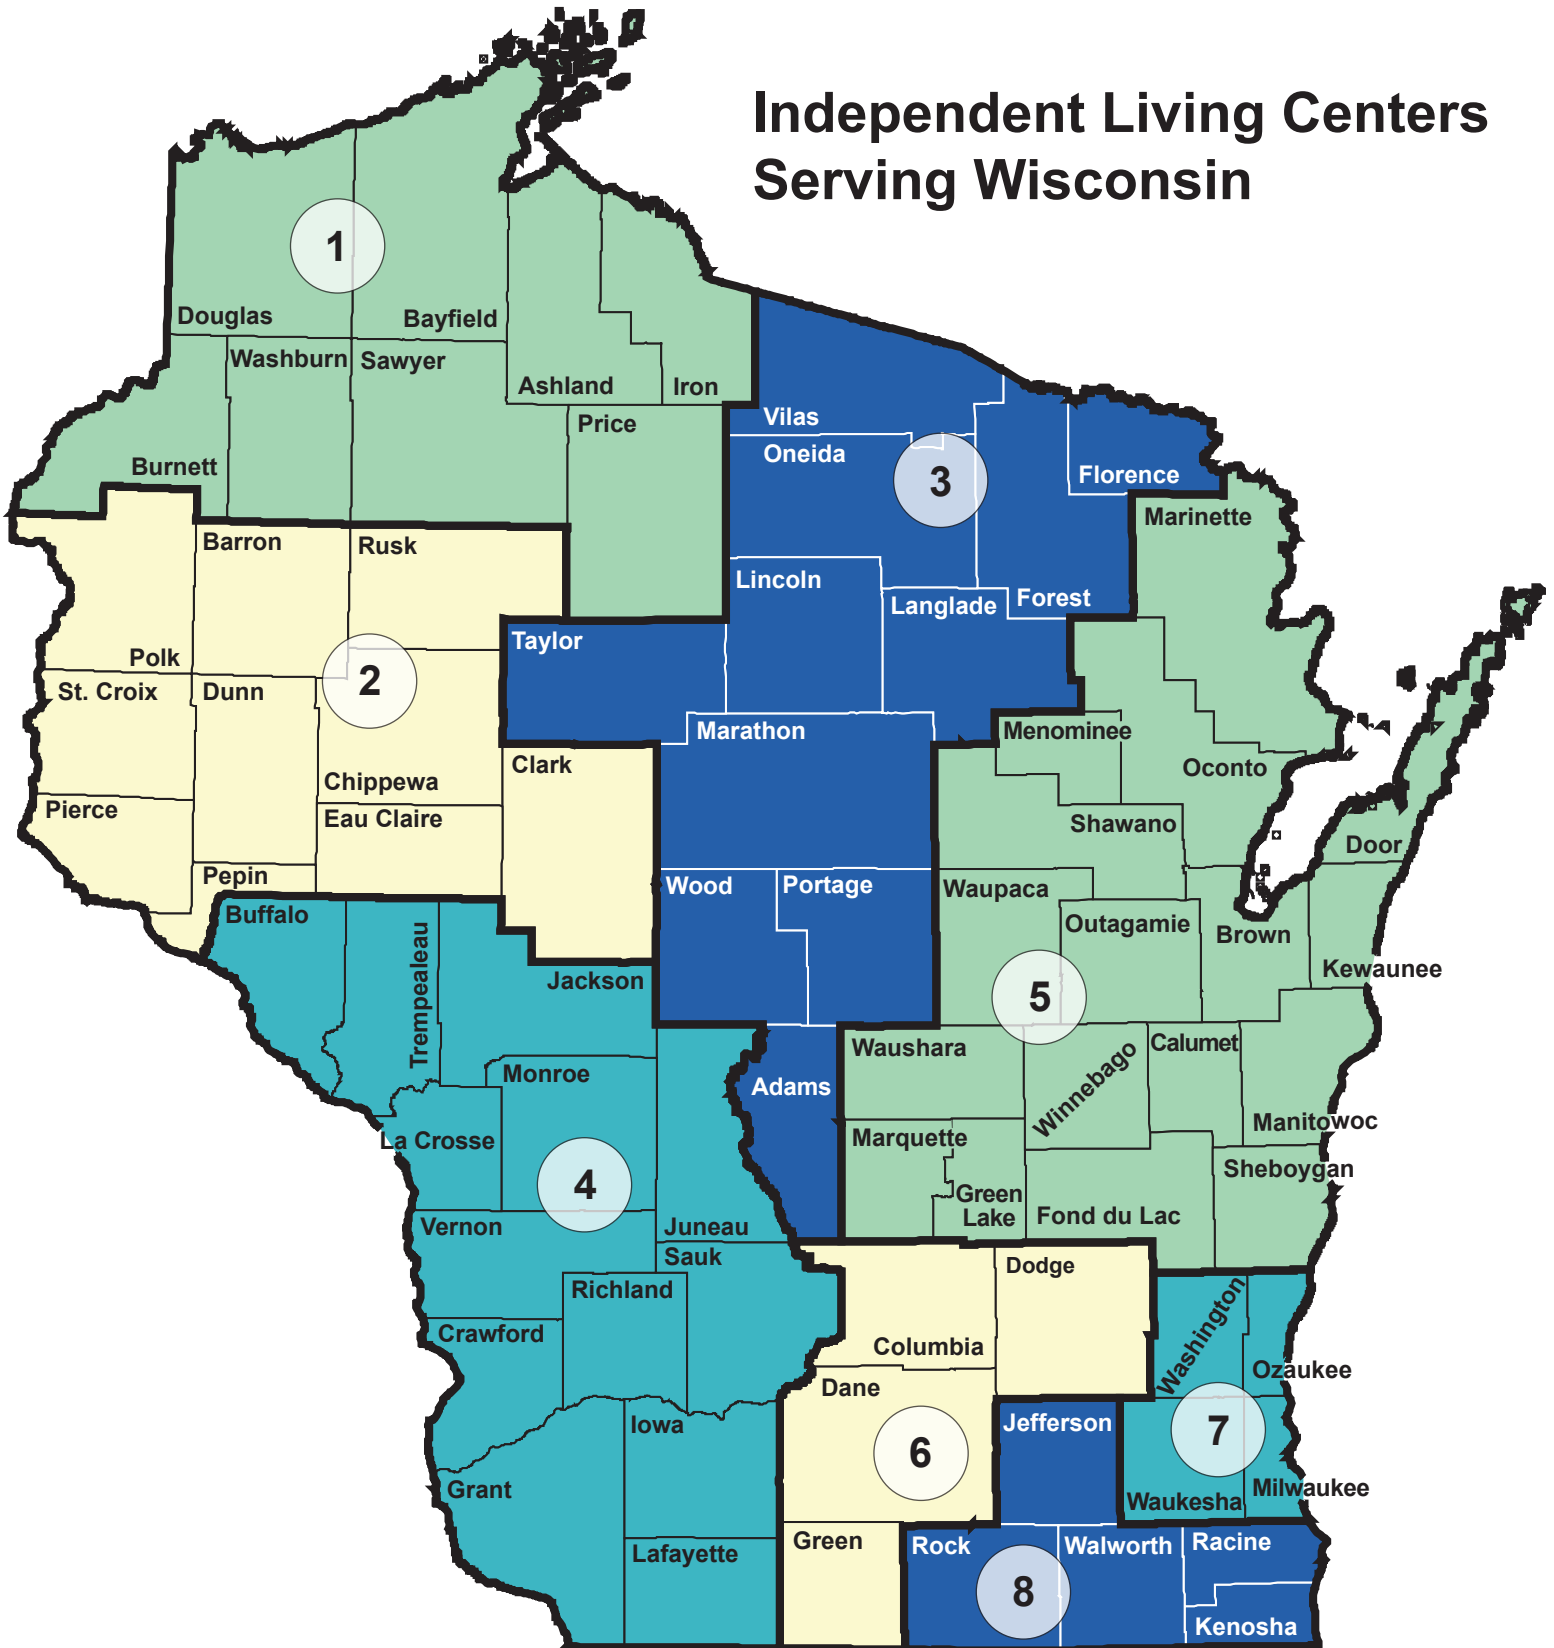 Independent Living Centers
Serving Wisconsin
1
Douglas
Bayfield
Washburn
Sawyer
Ashland
Iron
Price
Burnett
Vilas
Oneida
3
Florence
Marinette
Barron
Rusk
Lincoln
Langlade
Forest
Taylor
Polk
2
St. Croix
Dunn
Marathon
Menominee
Clark
Oconto
Chippewa
Pierce
Eau Claire
Shawano
Door
Pepin
Wood
Portage
Waupaca
Buffalo
Outagamie
Brown
Trempealeau
Jackson
Kewaunee
5
Waushara
Winnebago
Calumet
Monroe
Adams
Manitowoc
La Crosse
Marquette
Sheboygan
4
Green
Lake
Fond du Lac
Vernon
Juneau
Sauk
Dodge
Richland
Washington
Crawford
Columbia
Ozaukee
Dane
Iowa
Jefferson
7
6
Grant
Waukesha
Milwaukee
Lafayette
Green
Rock
Walworth
Racine
8
Kenosha